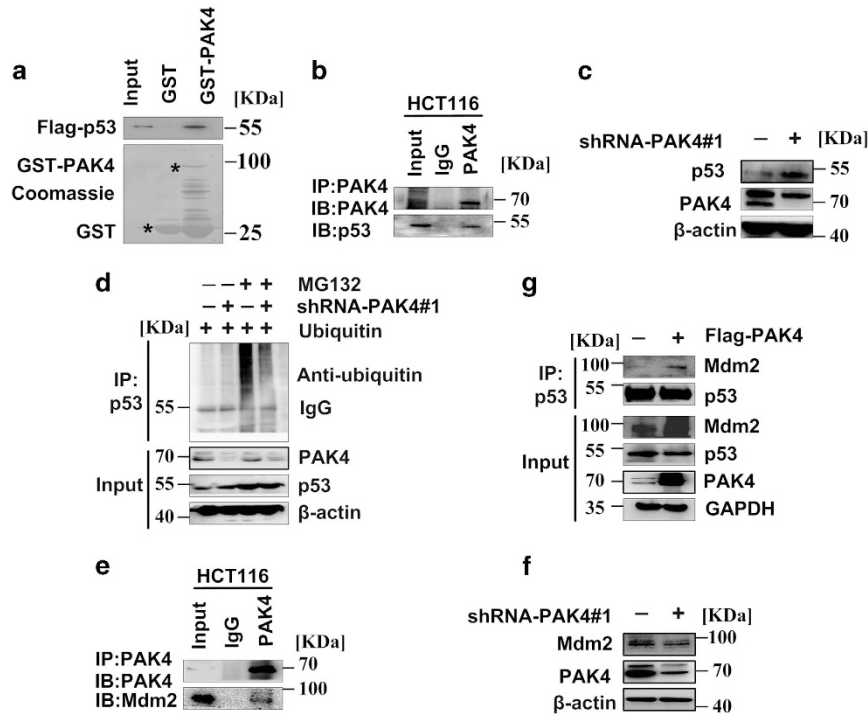 a
Input
GST
GST-PAK4
[KDa]
Flag-p53
55
GST-PAK4
*
100
Coomassie
GST
*
25
b
HCT116
Input
IgG
PAK4
[KDa]
IP:PAK4
IB:PAK4
70
IB:p53
55
c
shRNA-PAK4#1 – + [KDa]
p53
55
PAK4
70
β-actin
40
d
– – + + MG132
– + – + shRNA-PAK4#1
[KDa] + + + + Ubiquitin
IP:
p53
Anti-ubiquitin
55
IgG
Input
70 PAK4
55 p53
β-actin
40
g
[KDa] – + Flag-PAK4
IP:
p53
100 Mdm2
55
p53
Input
100 Mdm2
55 p53
70 PAK4
35 GAPDH
e
HCT116
Input
IgG
PAK4
[KDa]
IP:PAK4
IB:PAK4
70
IB:Mdm2
100
f
shRNA-PAK4#1 – + [KDa]
Mdm2
100
PAK4
70
β-actin
40